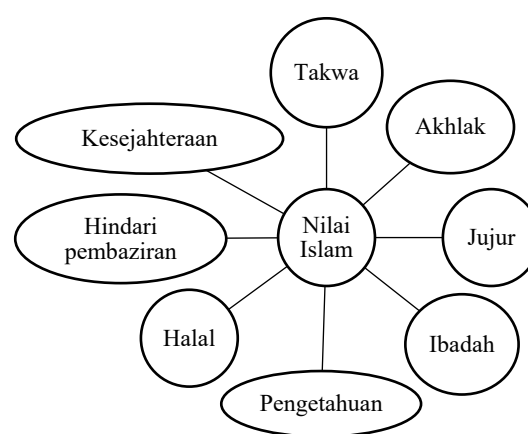 Takwa
Akhlak
Kesejahteraan
Nilai
Islam
Hindari
pembaziran
Jujur
Halal
Ibadah
Pengetahuan